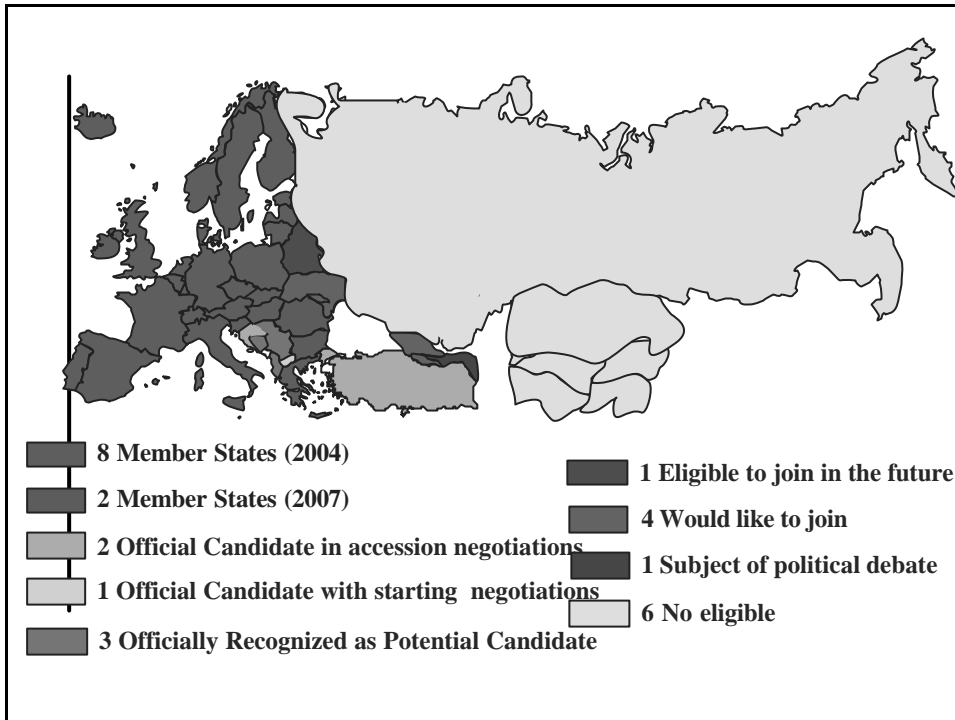 8 Member States (2004)
2 Member States (2007)
2 Official Candidate in accession negotiations
1 Official Candidate with starting negotiations
3 Officially Recognized as Potential Candidate
1 Eligible to join in the future
4 Would like to join
1 Subject of political debate
6 No eligible